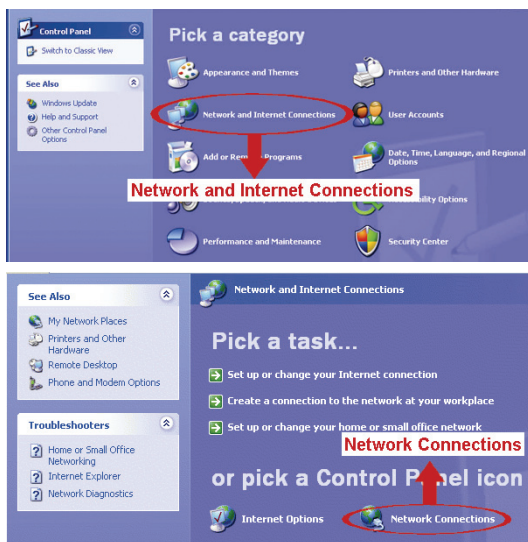 Control Panel
Switch to Classic View
See Also
Windows Update
Help and Support
Other Control Panel
Options
Pick a category
Appearance and Themes
Printers and Other Hardware
Network and Internet Connections
User Accounts
Add or Programs
Date, Time, Language, and Regional
Options
Network and Internet Connections
Options
Performance and Maintenance
Security Center
See Also
My Network Places
Printers and Other
Hardware
Remote Desktop
Phone and Modem Options
Troubleshooters
Home or Small Office
Networking
Internet Explorer
Network Diagnostics
Network and Internet Connections
Pick a task...
Set up or change your Internet connection
Create a connection to the network at your workplace
Set up or change your home or small office network
Network Connections
or pick a Control Panel icon
Internet Options
Network Connections